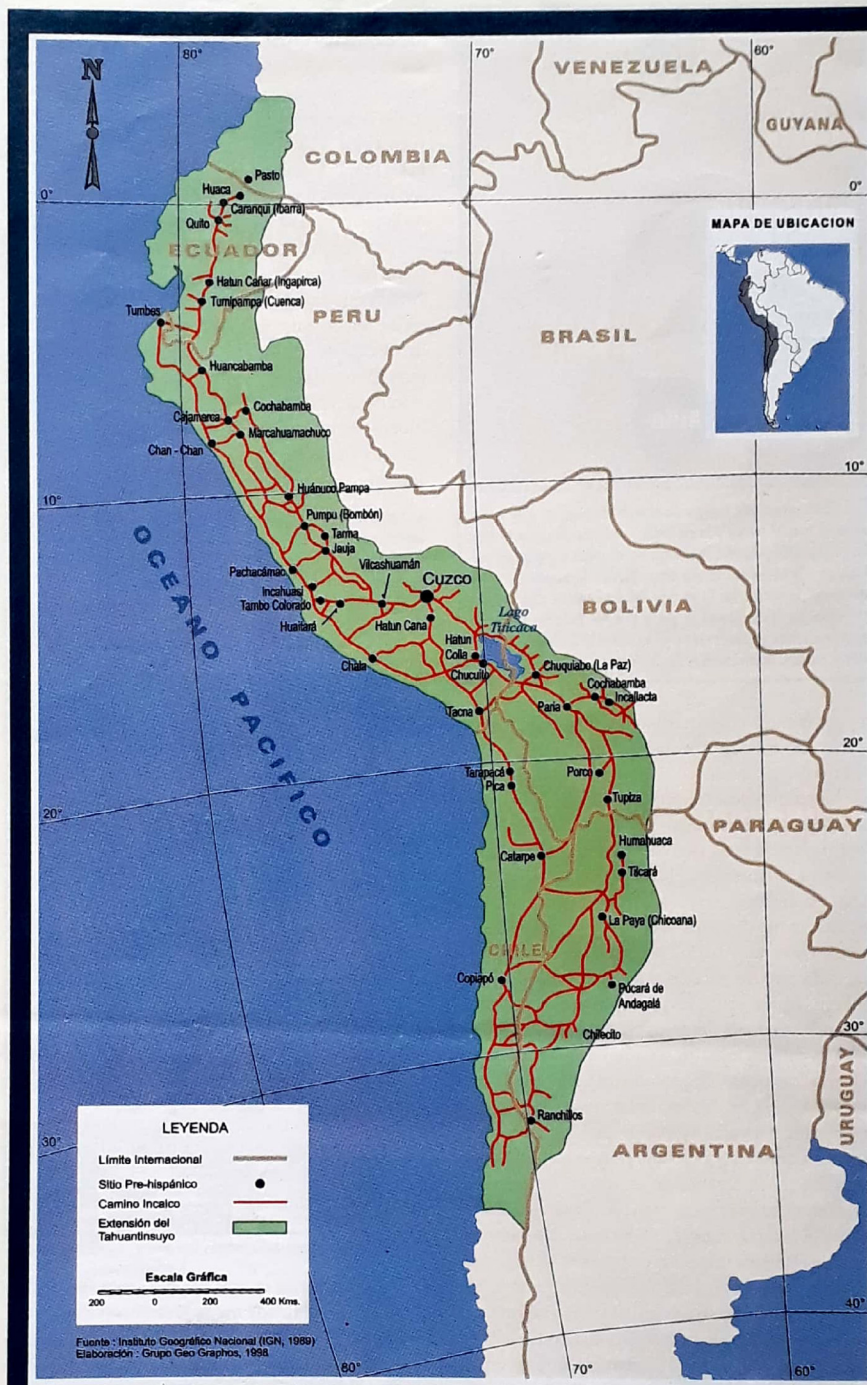 80°
70°
60°
N
VENEZUELA
GUYANA
COLOMBIA
Pasto
Huaca
0°
0°
Caranqui (Ibarra)
Quito
ECUADOR
MAPA DE UBICACION
Hatun Cañar (Ingapirca)
Tumipampa (Cuenca)
Tumbes
PERU
BRASIL
Huancabamba
Cochabamba
Cajamarca
Marcahuamachuco
Chan - Chan
10°
Huánuco Pampa
10°
Pumpu (Bombón)
Tarma
Jauja
Vilcashuamán
Pachacámac
Cuzco
Incahuasi
Tambo Colorado
Huaitará
Hatun Cana
Lago
Titicaca
BOLIVIA
Hatun
Colla
Chala
Chucuito
Chuquiabo (La Paz)
Cochabamba
Incallacta
Paria
Tacna
OCEANO PACIFICO
20°
Tarapacá
Pica
Porco
Tupiza
20°
PARAGUAY
Humahuaca
Catarpe
Tilcará
La Paya (Chicoana)
CHILE
Copiapó
Púcará de
Andagalá
30°
Chilecito
URUGUAY
Ranchillos
ARGENTINA
30°
LEYENDA
Límite Internacional
Sitio Pre-hispánico
Camino Incaico
Extensión del
Tahuantinsuyo
Escala Gráfica
200 0 200 400 Kms.
40°
Fuente : Instituto Geográfico Nacional (IGN, 1989)
Elaboración : Grupo Geo Graphos, 1998
80°
70°
60°